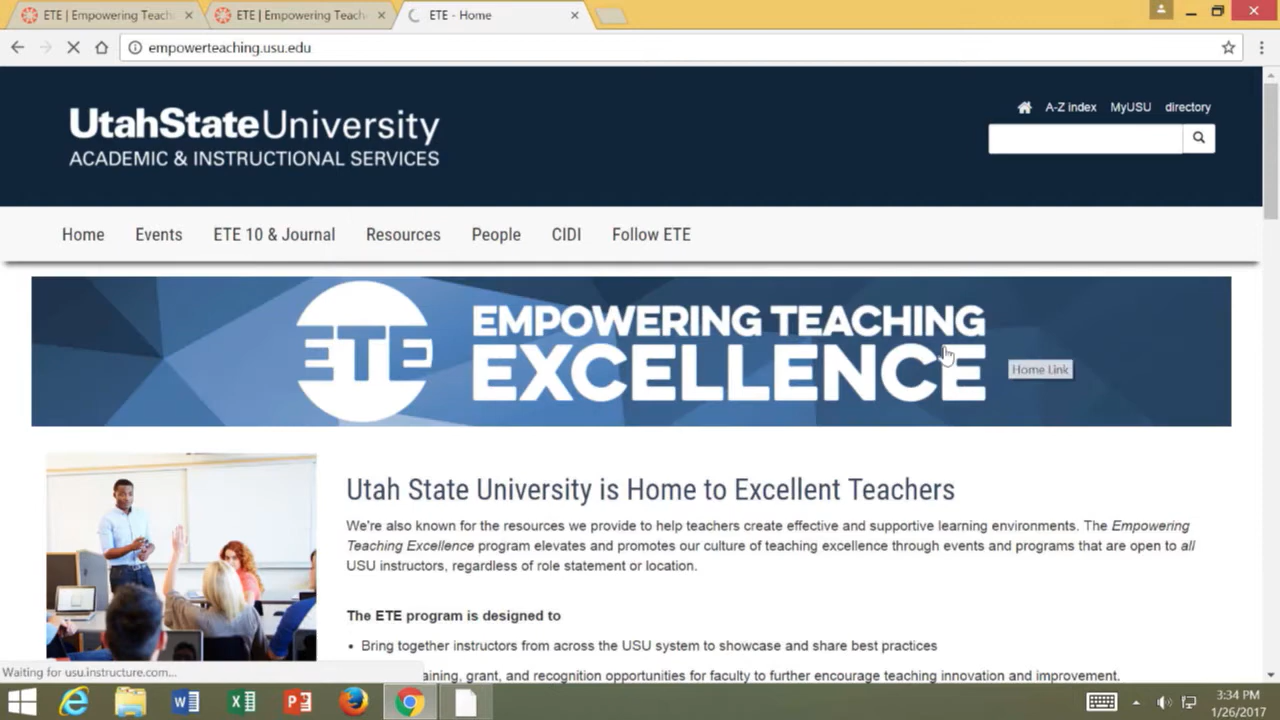 ETE | Empowering Teach
ETE | Empowering Teach
ETE - Home
empowerteaching.usu.edu
UtahStateUniversity
ACADEMIC & INSTRUCTIONAL SERVICES
A-Z index MyUSU directory
Home Events ETE 10 & Journal Resources People CIDI Follow ETE
ETE
EMPOWERING TEACHING
EXCELLENCE
Home Link
Utah State University is Home to Excellent Teachers
We're also known for the resources we provide to help teachers create effective and supportive learning environments. The Empowering
Teaching Excellence program elevates and promotes our culture of teaching excellence through events and programs that are open to all
USU instructors, regardless of role statement or location.
The ETE program is designed to
• Bring together instructors from across the USU system to showcase and share best practices
aining, grant, and recognition opportunities for faculty to further encourage teaching innovation and improvement.
Waiting for usu.instructure.com...
3:34 PM
1/26/2017